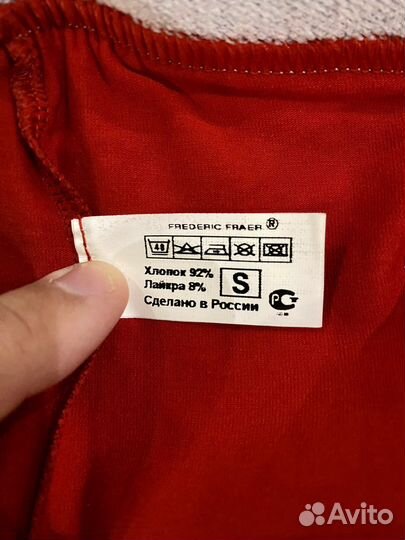 FREDERIC FRAER ®
40
Хлопок 92%
Лайкра 8%
S
Сделано в России
Avito